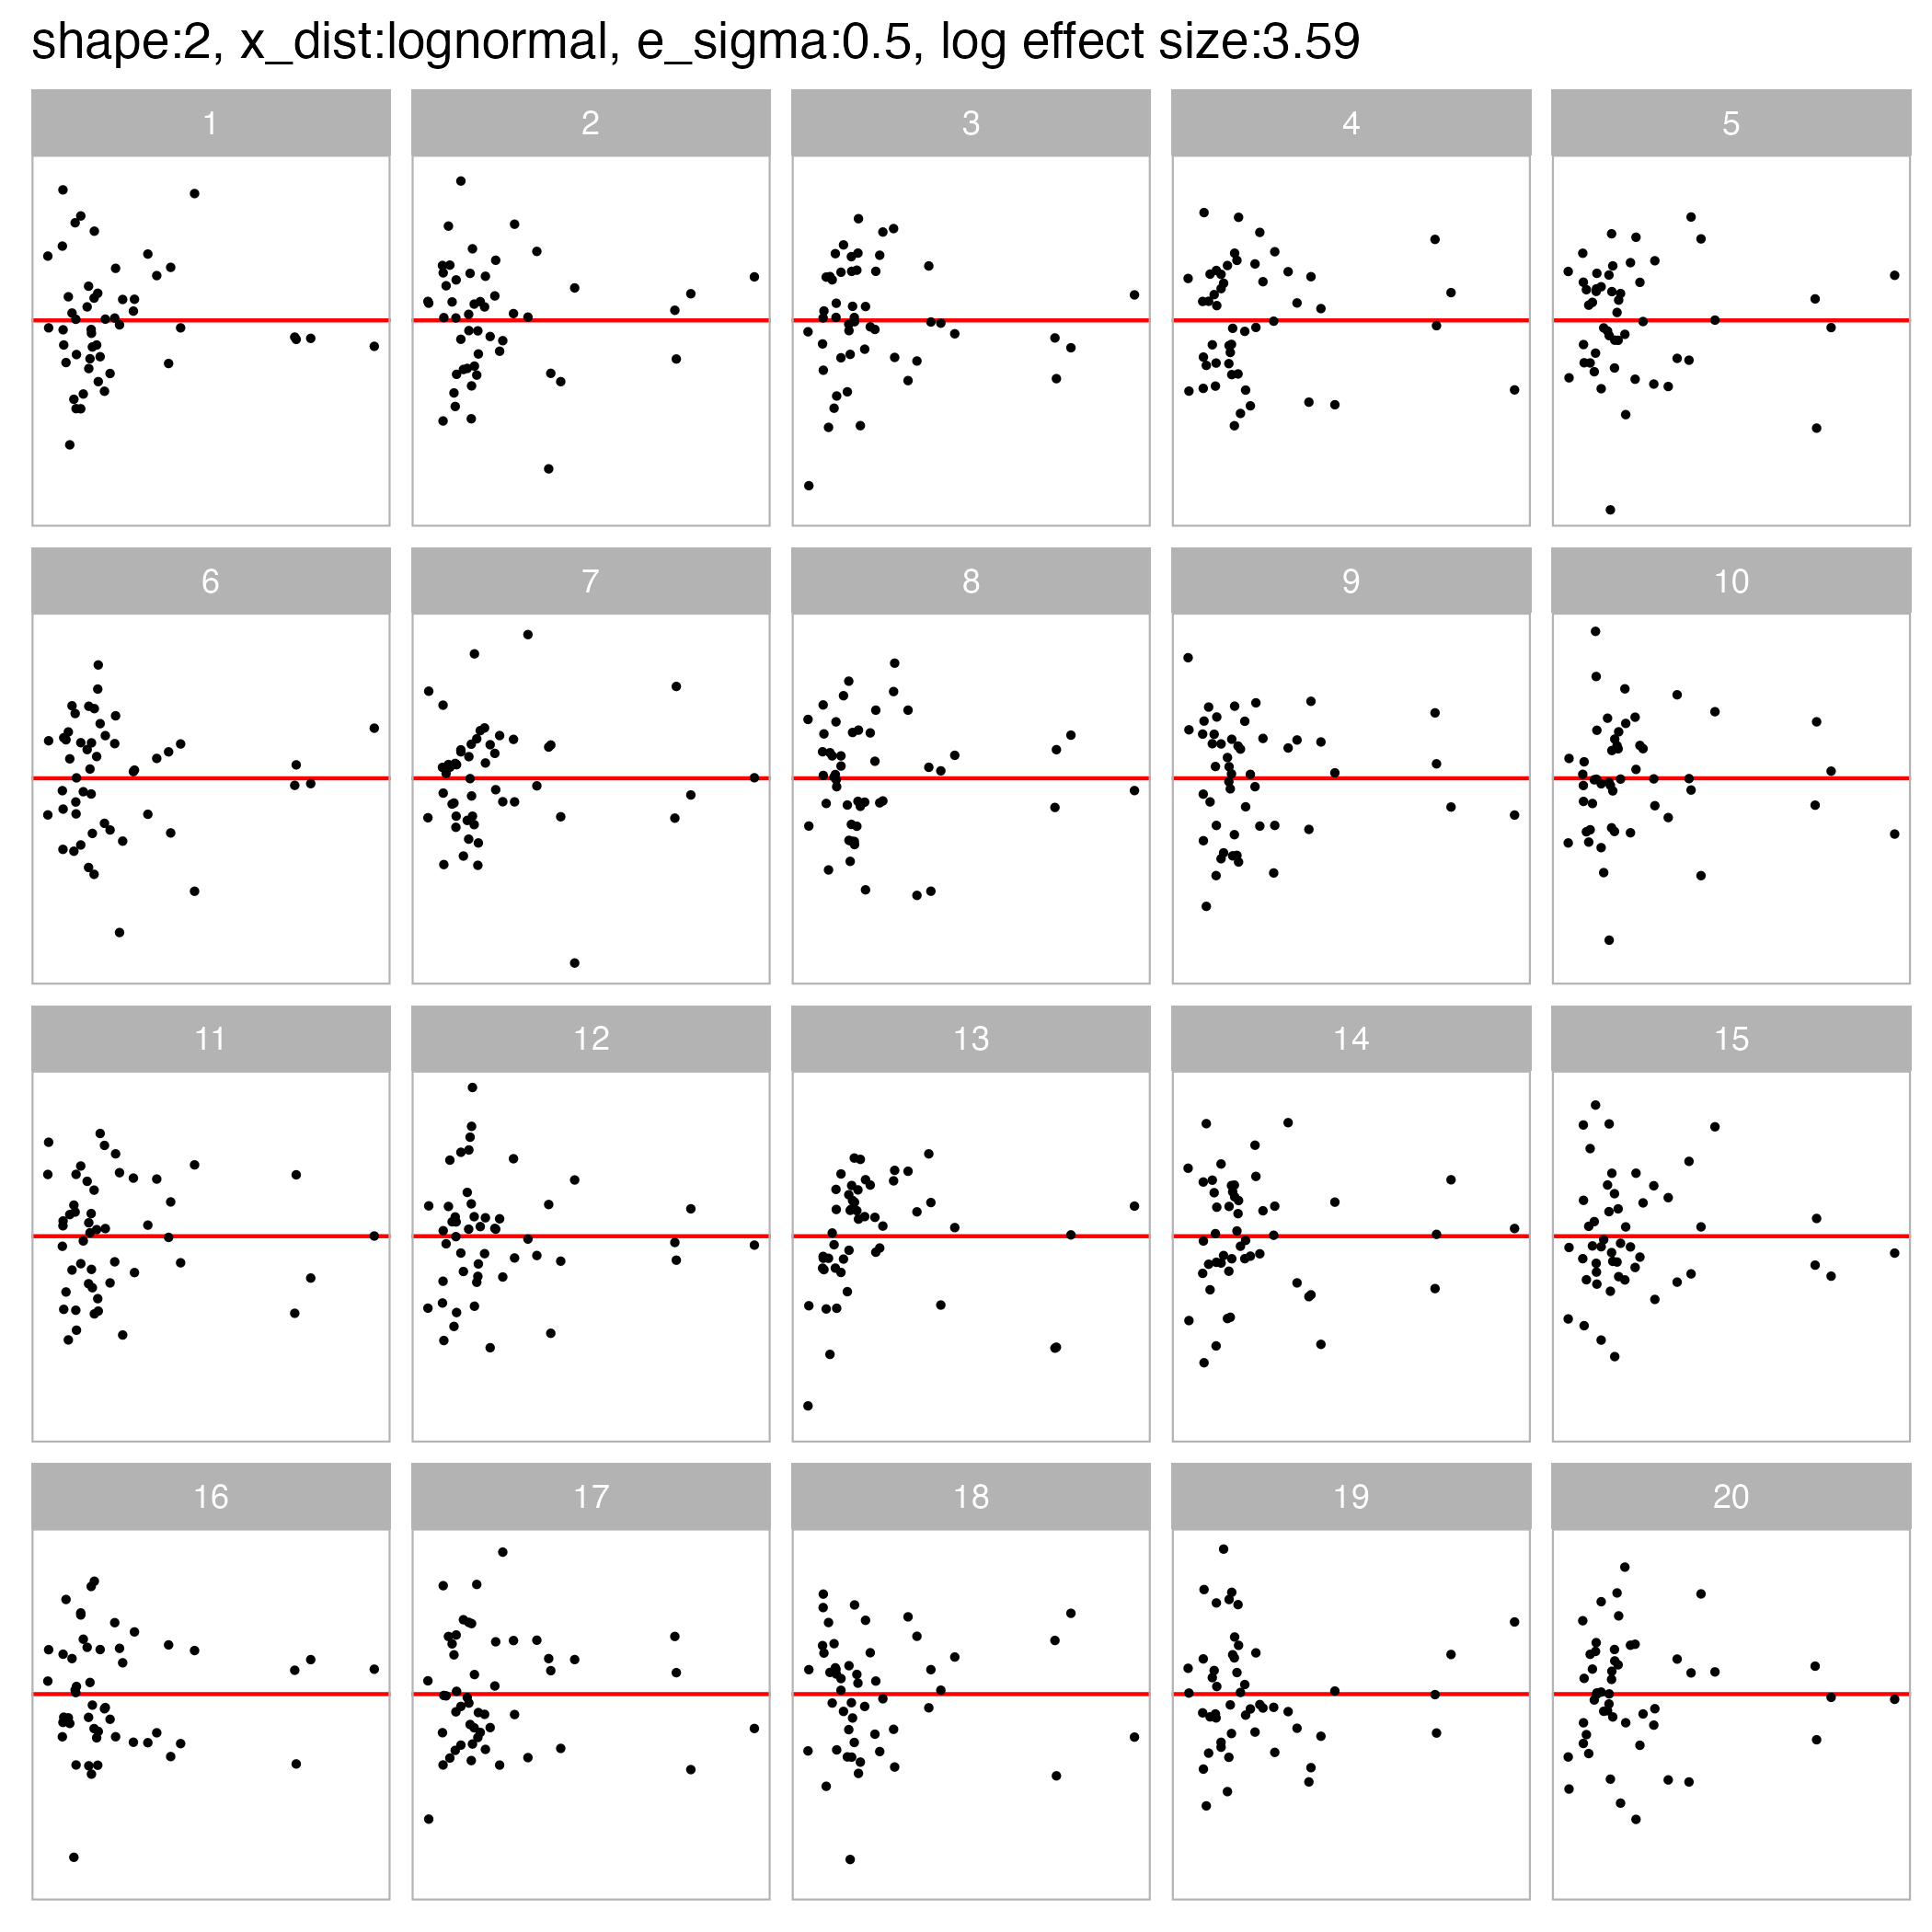 shape:2, x_dist:lognormal, e_sigma:0.5, log effect size:3.59
1 2 3 4 5
6 7 8 9 10
11 12 13 14 15
16 17 18 19 20